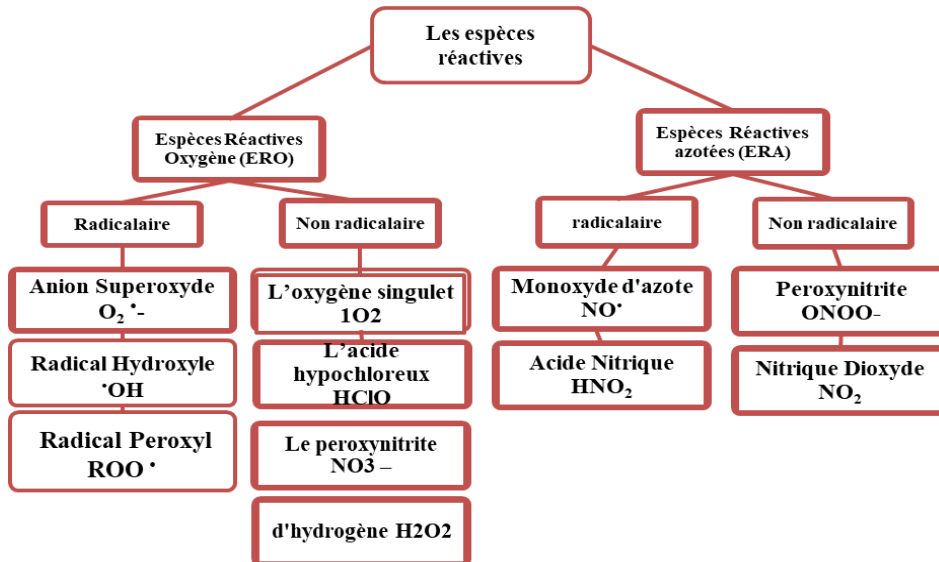 Les espèces
réactives
Espèces Réactives
Oxygène (ERO)
Espèces Réactives
azotées (ERA)
Radicalaire
Non radicalaire
radicalaire
Non radicalaire
Anion Superoxyde
O₂ •-
Radical Hydroxyle
•OH
Radical Peroxyl
ROO •
L'oxygène singulet
1O2
L'acide
hypochloreux
HClO
Le peroxynitrite
NO3 –
d'hydrogène H2O2
Monoxyde d'azote
NO•
Acide Nitrique
HNO₂
Peroxynitrite
ONOO-
Nitrique Dioxyde
NO₂